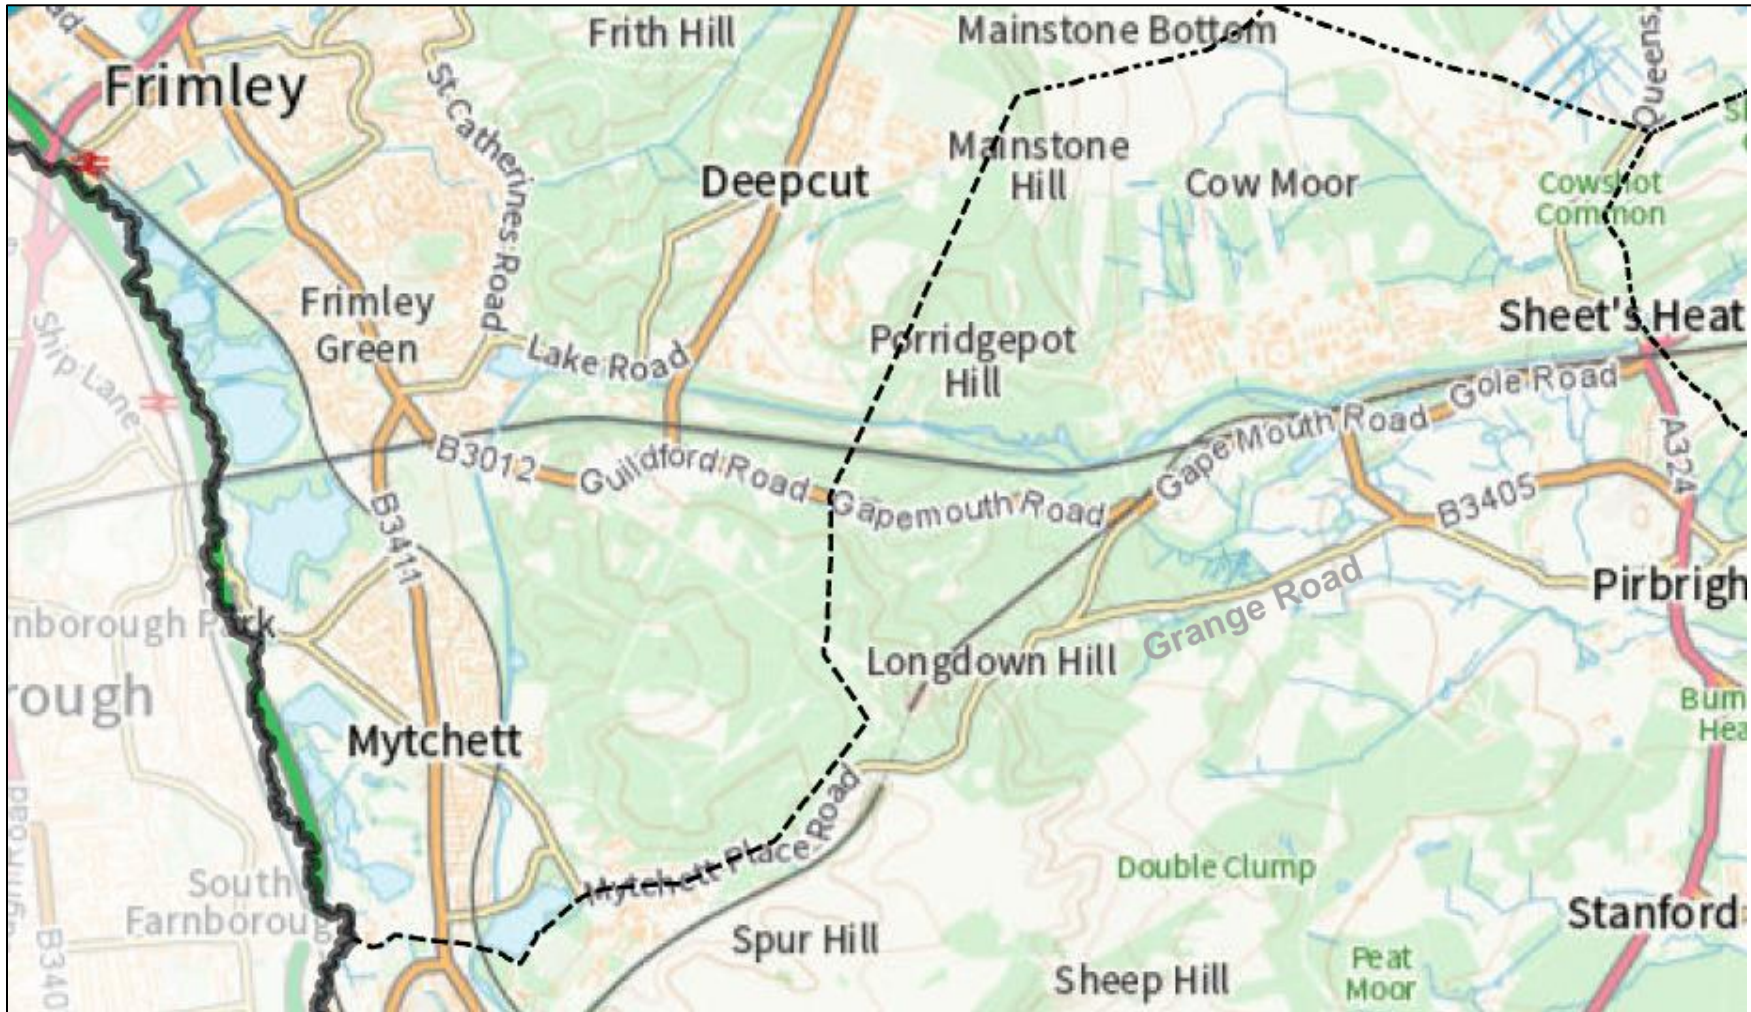 Frith Hill
Mainstone Bottom
Queens
Frimley
St Catherines Road
Mainstone
Hill
Deepcut
Cow Moor
Cowshot
Common
Frimley
Green
Ship Lane
Sheet's Heat
Lake Road
Porridgepot
Hill
Gole Road
Gape Mouth Road
A324
B3012
Guildford Road
Gapemouth Road
B3405
B3411
Grange Road
Pirbrigh
nborough Park
Longdown Hill
rough
Burn
Hea
Mytchett
Mytchett Place Road
Double Clump
South
Farnboroug
Stanford
B340
Spur Hill
Sheep Hill
Peat
Moor